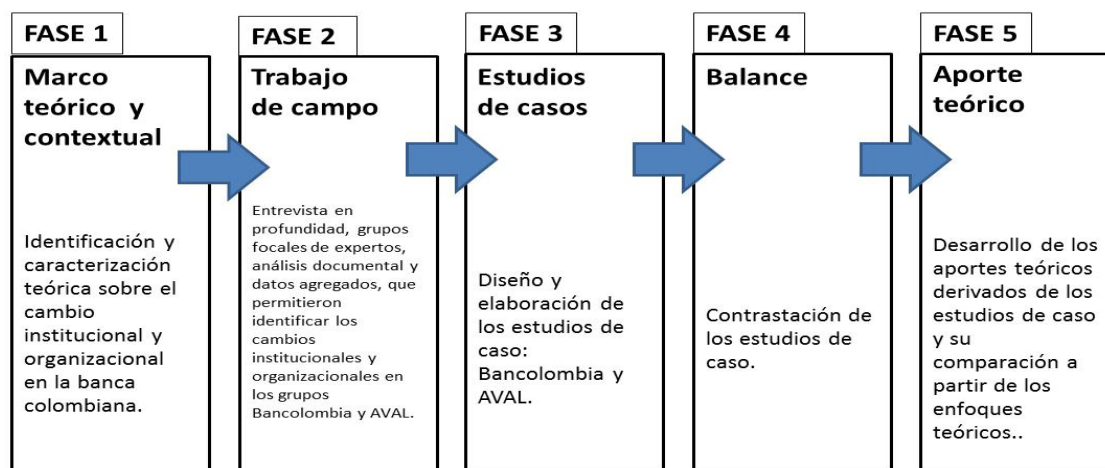 FASE 1
Marco
teórico y
contextual
Identificación y
caracterización
teórica sobre el
cambio
institucional y
organizacional
en la banca
colombiana.
FASE 2
Trabajo
de campo
Entrevista en
profundidad, grupos
focales de expertos,
análisis documental y
datos agregados, que
permitieron
identificar los
cambios
institucionales y
organizacionales en
los grupos
Bancolombia y AVAL.
FASE 3
Estudios
de casos
Diseño y
elaboración de
los estudios de
caso:
Bancolombia y
AVAL.
FASE 4
Balance
Contrastación de
los estudios de
caso.
FASE 5
Aporte
teórico
Desarrollo de los
aportes teóricos
derivados de los
estudios de caso
y su
comparación a
partir de los
enfoques
teóricos..